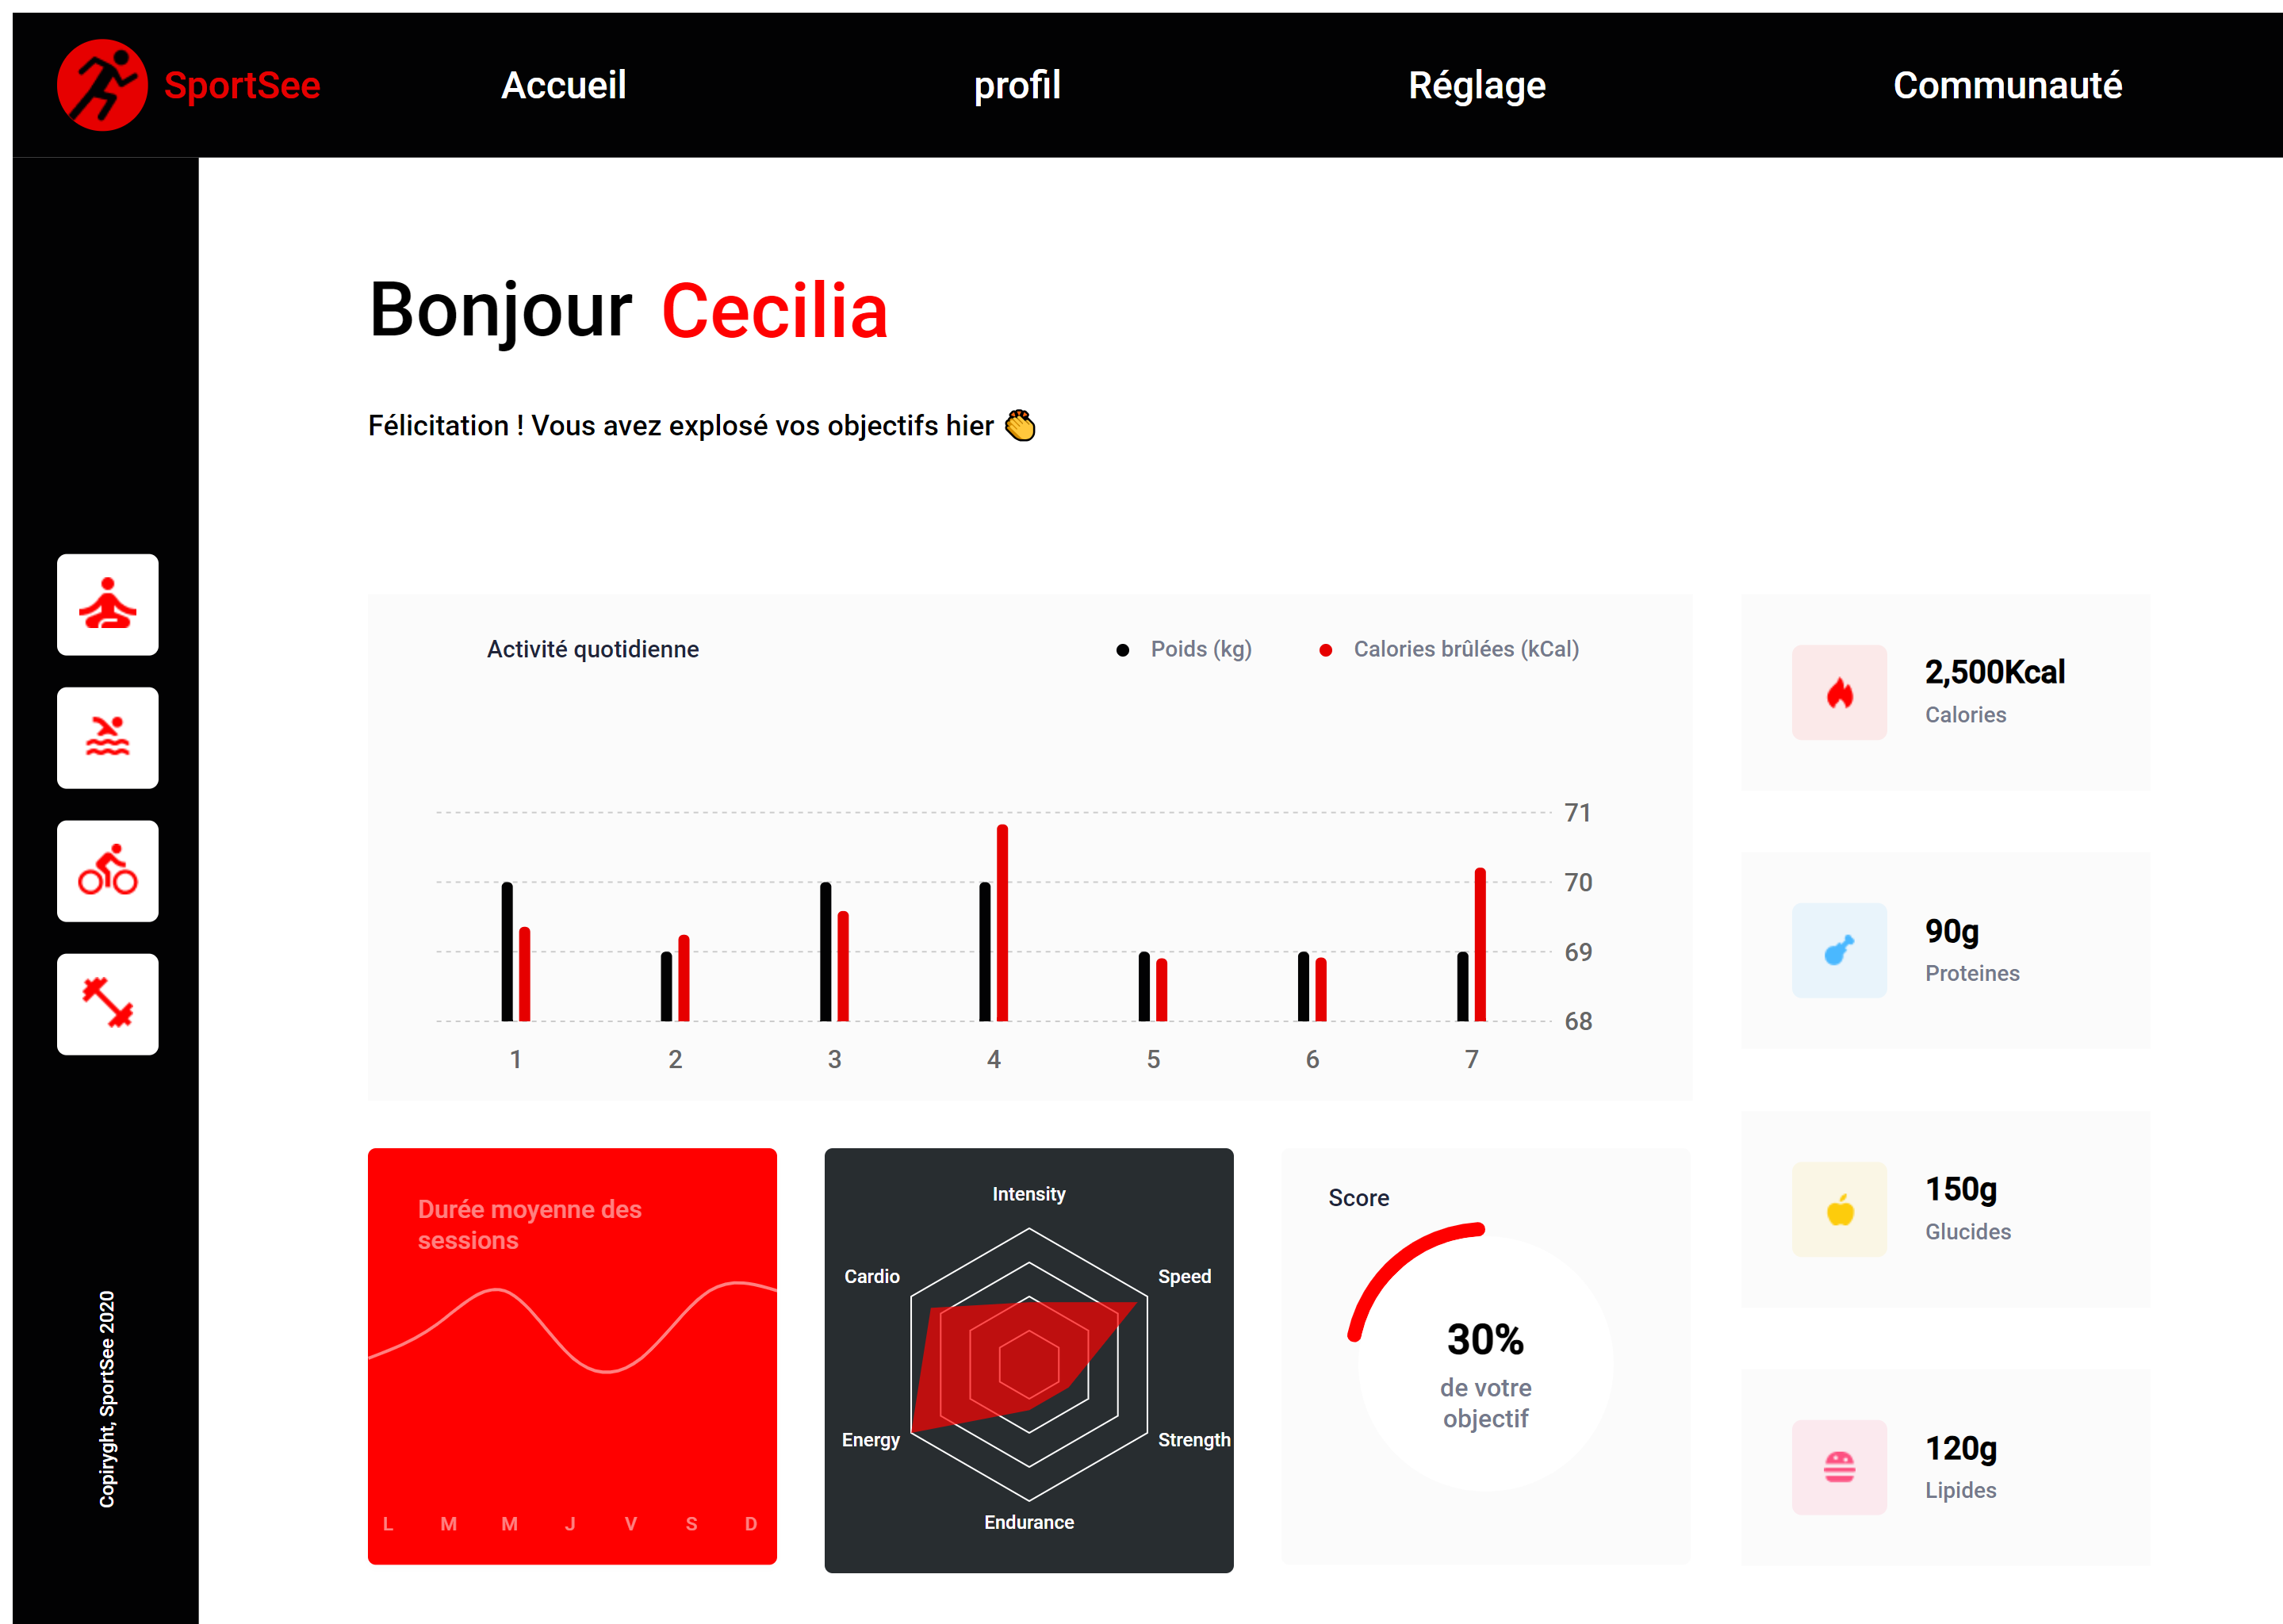 SportSee
Accueil
profil
Réglage
Communauté
Bonjour Cecilia
Félicitation ! Vous avez explosé vos objectifs hier 👏
Activité quotidienne
Poids (kg)
Calories brûlées (kCal)
71
70
69
68
1 2 3 4 5 6 7
2,500Kcal
Calories
90g
Proteines
150g
Glucides
120g
Lipides
Durée moyenne des
sessions
L M M J V S D
Intensity
Speed
Strength
Endurance
Energy
Cardio
Score
30%
de votre
objectif
Copiryght, SportSee 2020